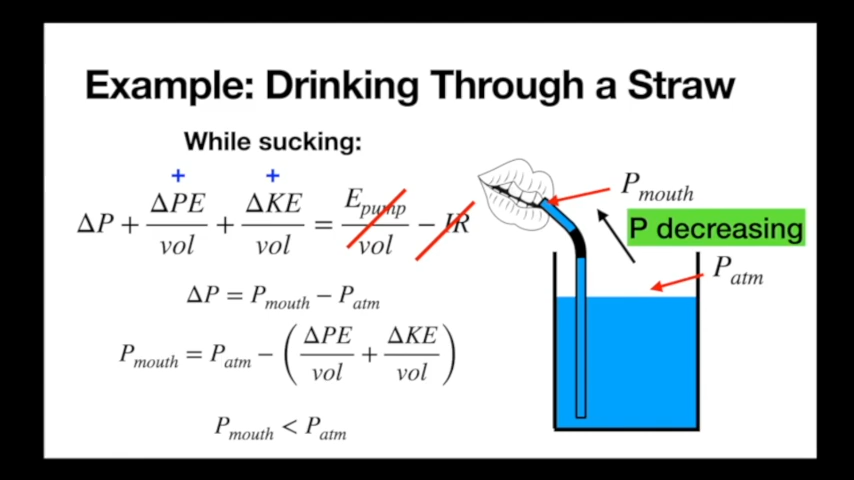 Example: Drinking Through a Straw
While sucking:
+ +
ΔP + ΔPE/vol + ΔKE/vol = E_pump/vol − IR
ΔP = P_mouth − P_atm
P_mouth = P_atm − (ΔPE/vol + ΔKE/vol)
P_mouth < P_atm
P_mouth
P decreasing
P_atm